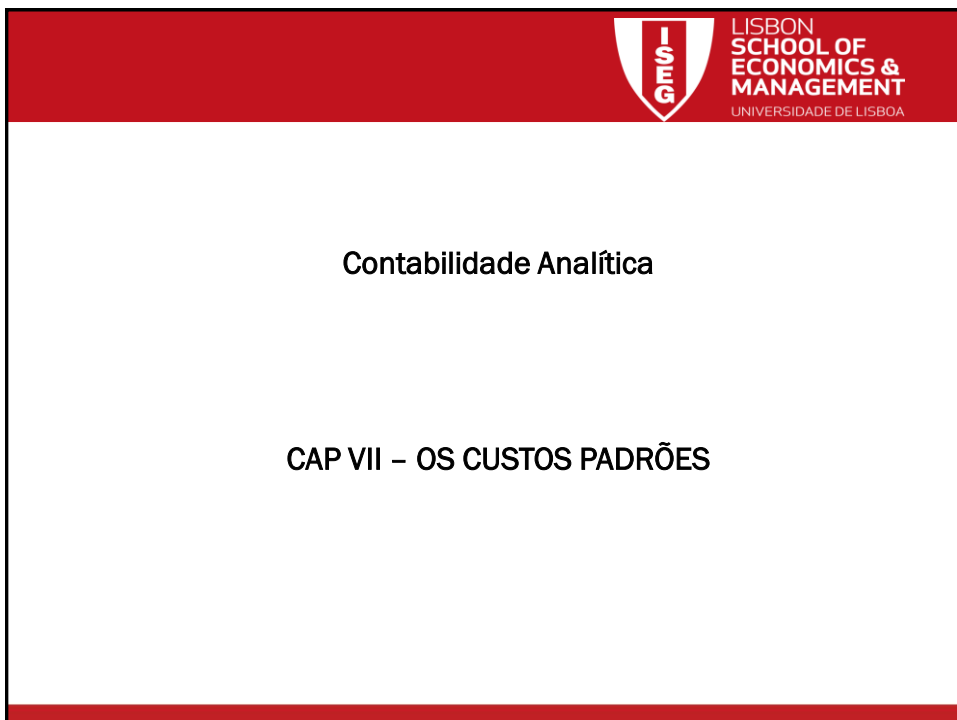 ISEG
LISBON
SCHOOL OF
ECONOMICS &
MANAGEMENT
UNIVERSIDADE DE LISBOA
Contabilidade Analítica
CAP VII – OS CUSTOS PADRÕES